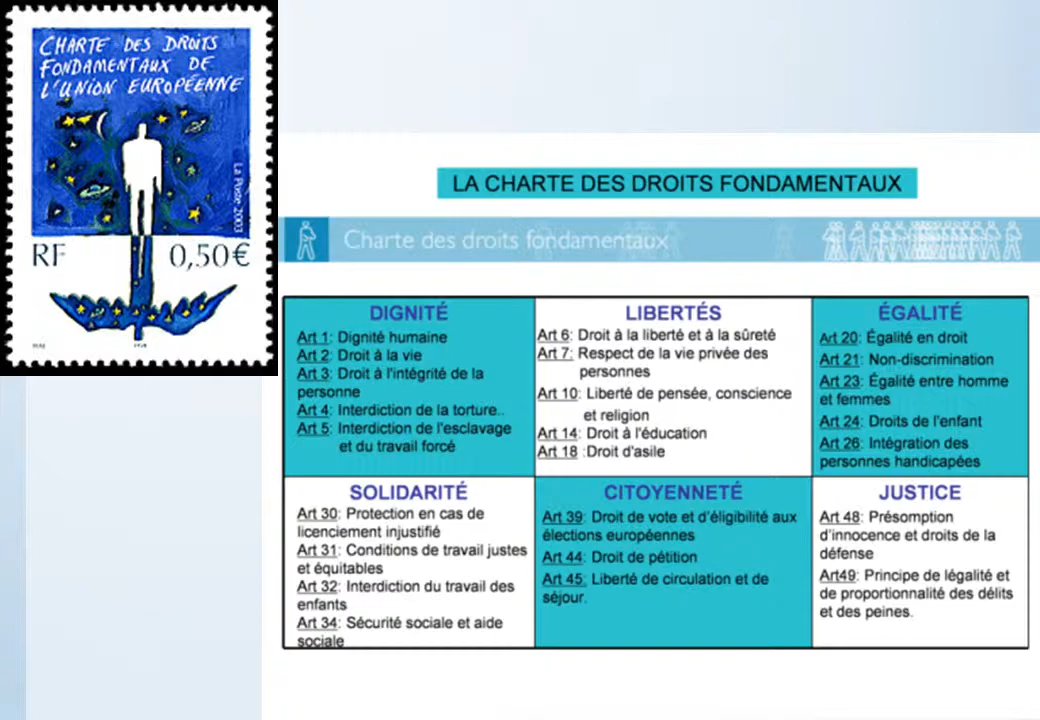 CHARTE DES DROITS
FONDAMENTAUX DE
L'UNION EUROPÉENNE
La Poste 2003
RF 0,50€
LA CHARTE DES DROITS FONDAMENTAUX
Charte des droits fondamentaux
DIGNITÉ
Art 1: Dignité humaine
Art 2: Droit à la vie
Art 3: Droit à l'intégrité de la
personne
Art 4: Interdiction de la torture..
Art 5: Interdiction de l'esclavage
et du travail forcé
LIBERTÉS
Art 6: Droit à la liberté et à la sûreté
Art 7: Respect de la vie privée des
personnes
Art 10: Liberté de pensée, conscience
et religion
Art 14: Droit à l'éducation
Art 18 :Droit d'asile
ÉGALITÉ
Art 20: Égalité en droit
Art 21: Non-discrimination
Art 23: Égalité entre homme
et femmes
Art 24: Droits de l'enfant
Art 26: Intégration des
personnes handicapées
SOLIDARITÉ
Art 30: Protection en cas de
licenciement injustifié
Art 31: Conditions de travail justes
et équitables
Art 32: Interdiction du travail des
enfants
Art 34: Sécurité sociale et aide
sociale
CITOYENNETÉ
Art 39: Droit de vote et d'éligibilité aux
élections européennes
Art 44: Droit de pétition
Art 45: Liberté de circulation et de
séjour.
JUSTICE
Art 48: Présomption
d'innocence et droits de la
défense
Art49: Principe de légalité et
de proportionnalité des délits
et des peines.